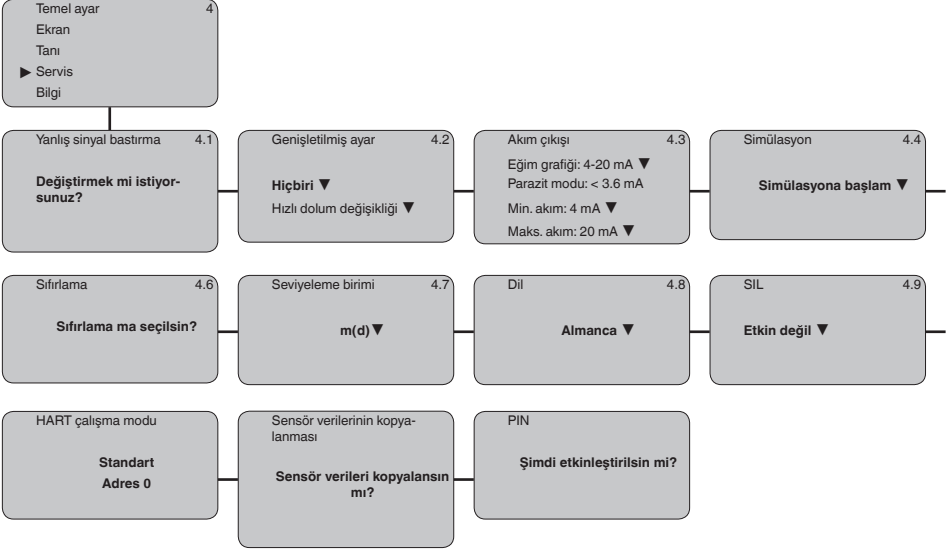 Temel ayar 4
Ekran
Tanı
▶ Servis
Bilgi
Yanlış sinyal bastırma 4.1
Değiştirmek mi istiyor-
sunuz?
Genişletilmiş ayar 4.2
Hiçbiri ▼
Hızlı dolum değişikliği ▼
Akım çıkışı 4.3
Eğim grafiği: 4-20 mA ▼
Parazit modu: < 3.6 mA
Min. akım: 4 mA ▼
Maks. akım: 20 mA ▼
Simülasyon 4.4
Simülasyona başlam ▼
Sıfırlama 4.6
Sıfırlama ma seçilsin?
Seviyeleme birimi 4.7
m(d) ▼
Dil 4.8
Almanca ▼
SIL 4.9
Etkin değil ▼
HART çalışma modu
Standart
Adres 0
Sensör verilerinin kopya-
lanması
Sensör verileri kopyalansın
mı?
PIN
Şimdi etkinleştirilsin mi?